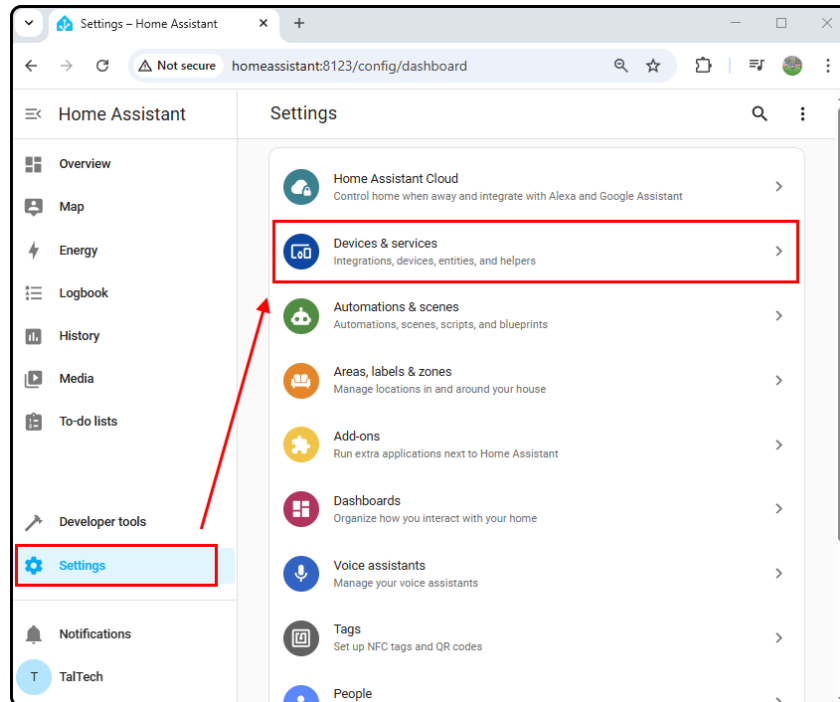 Settings – Home Assistant
Not secure homeassistant:8123/config/dashboard
Home Assistant
Settings
Overview
Map
Energy
Logbook
History
Media
To-do lists
Developer tools
Settings
Notifications
T TalTech
Home Assistant Cloud
Control home when away and integrate with Alexa and Google Assistant
Devices & services
Integrations, devices, entities, and helpers
Automations & scenes
Automations, scenes, scripts, and blueprints
Areas, labels & zones
Manage locations in and around your house
Add-ons
Run extra applications next to Home Assistant
Dashboards
Organize how you interact with your home
Voice assistants
Manage your voice assistants
Tags
Set up NFC tags and QR codes
People